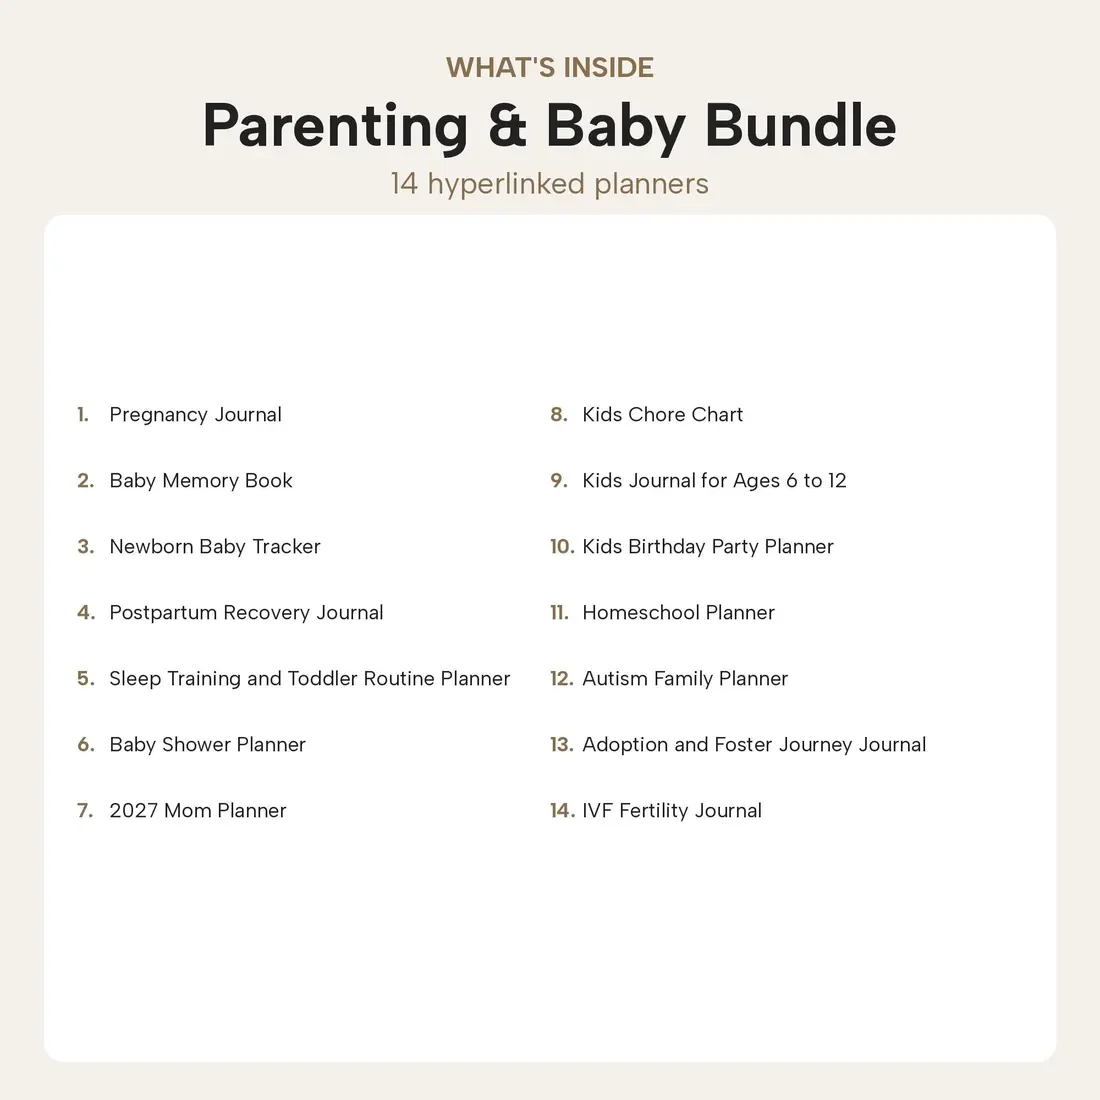 WHAT'S INSIDE
Parenting & Baby Bundle
14 hyperlinked planners
1. Pregnancy Journal
2. Baby Memory Book
3. Newborn Baby Tracker
4. Postpartum Recovery Journal
5. Sleep Training and Toddler Routine Planner
6. Baby Shower Planner
7. 2027 Mom Planner
8. Kids Chore Chart
9. Kids Journal for Ages 6 to 12
10. Kids Birthday Party Planner
11. Homeschool Planner
12. Autism Family Planner
13. Adoption and Foster Journey Journal
14. IVF Fertility Journal